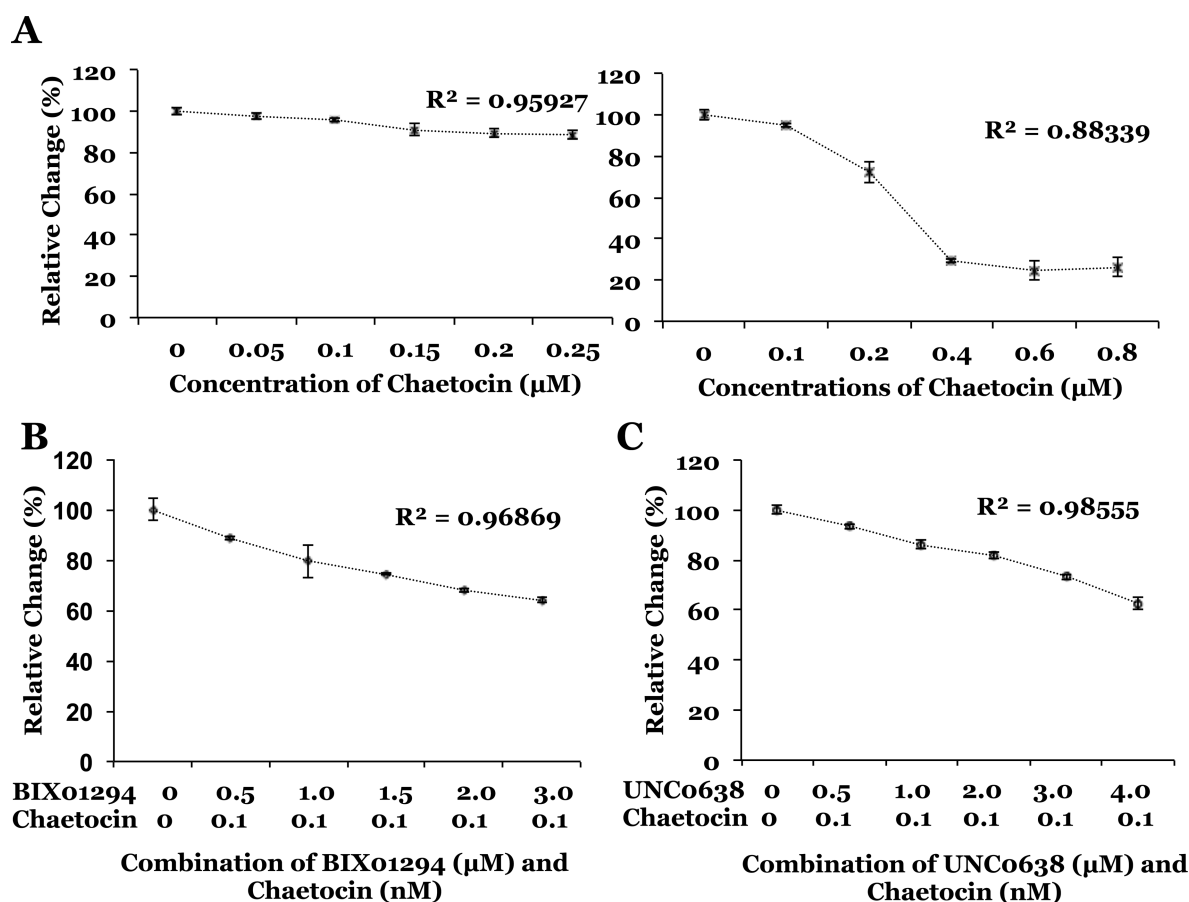 A
120
100
80
60
40
20
0
Relative Change (%)
R² = 0.95927
0 0.05 0.1 0.15 0.2 0.25
Concentration of Chaetocin (µM)
120
100
80
60
40
20
0
R² = 0.88339
0 0.1 0.2 0.4 0.6 0.8
Concentrations of Chaetocin (µM)
B
120
100
80
60
40
20
0
Relative Change (%)
R² = 0.96869
BIX01294 0 0.5 1.0 1.5 2.0 3.0
Chaetocin 0 0.1 0.1 0.1 0.1 0.1
Combination of BIX01294 (µM) and
Chaetocin (nM)
C
120
100
80
60
40
20
0
Relative Change (%)
R² = 0.98555
UNC0638 0 0.5 1.0 2.0 3.0 4.0
Chaetocin 0 0.1 0.1 0.1 0.1 0.1
Combination of UNC0638 (µM) and
Chaetocin (nM)